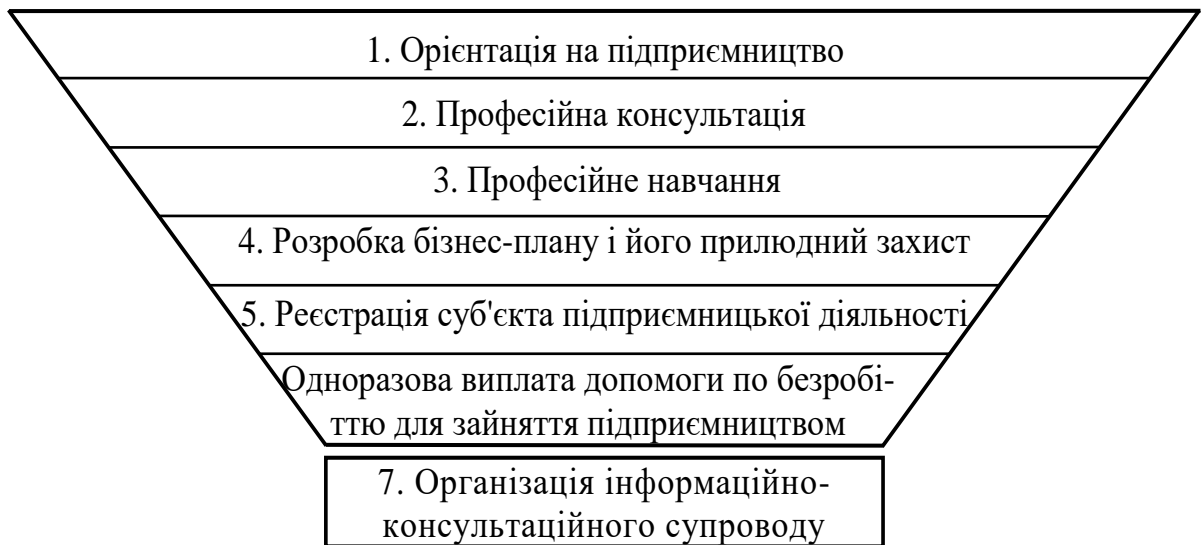 1. Орієнтація на підприємництво
2. Професійна консультація
3. Професійне навчання
4. Розробка бізнес-плану і його прилюдний захист
5. Реєстрація суб'єкта підприємницької діяльності
Одноразова виплата допомоги по безробі-
ттю для зайняття підприємництвом
7. Організація інформаційно-
консультаційного супроводу